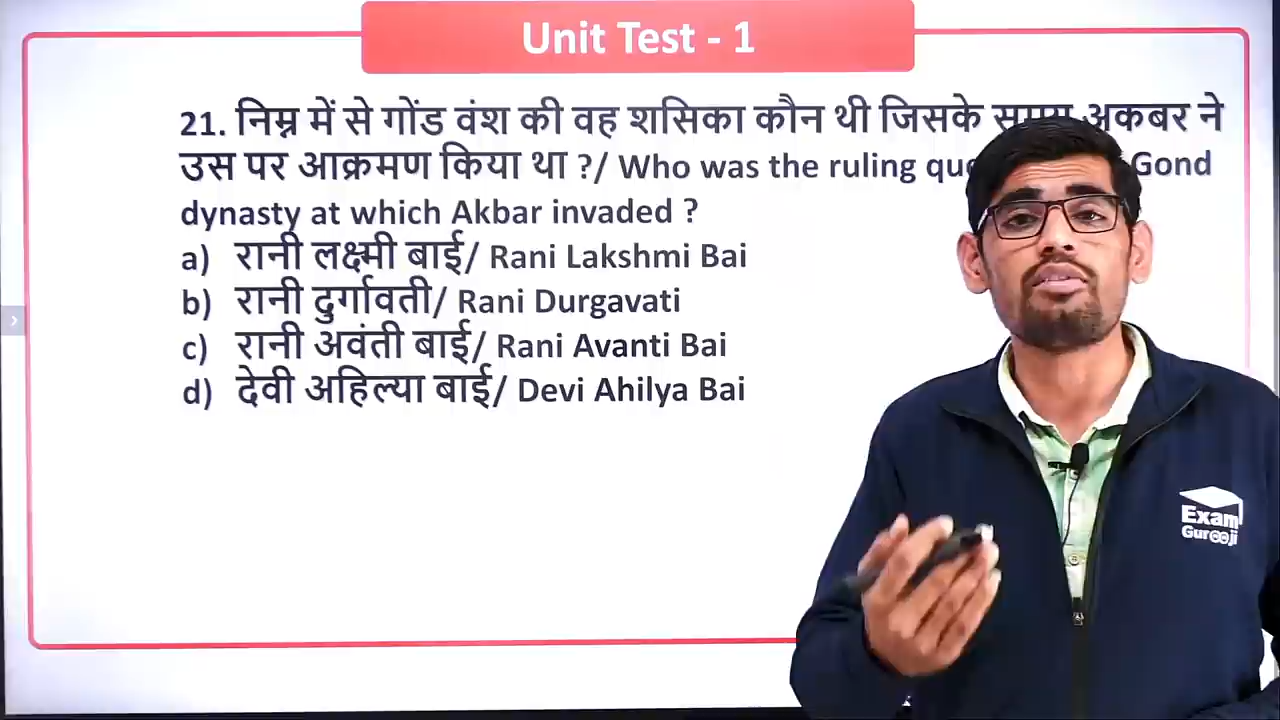 Unit Test - 1
21. निम्न में से गोंड वंश की वह शसिका कौन थी जिसके अकबर ने
उस पर आक्रमण किया था ?/ Who was the ruling Gond
dynasty at which Akbar invaded ?
a) रानी लक्ष्मी बाई/ Rani Lakshmi Bai
b) रानी दुर्गावती/ Rani Durgavati
c) रानी अवंती बाई/ Rani Avanti Bai
d) देवी अहिल्या बाई/ Devi Ahilya Bai
Exam
Gurooji